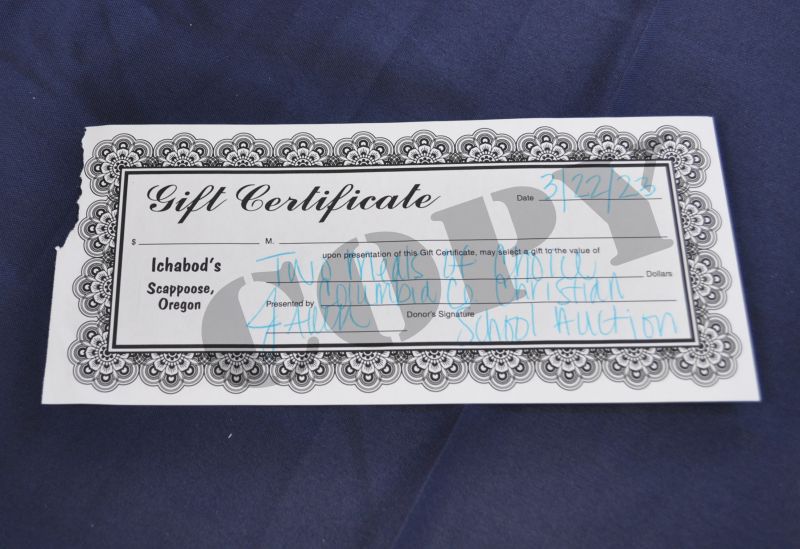 Gift Certificate
Date 3/22/23
$ M.
upon presentation of this Gift Certificate, may select a gift to the value of
Ichabod's
Scappoose,
Oregon
Two Meals of Choice
Dollars
Columbia Co Christian
Presented by
Donor's Signature
School Auction
COPY